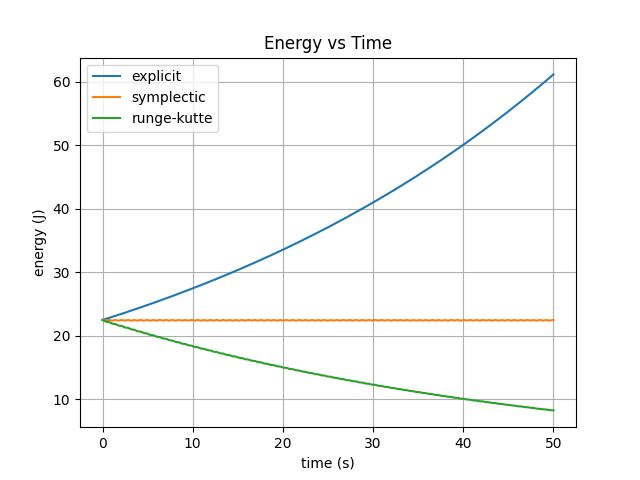 Energy vs Time
explicit
symplectic
runge-kutte
energy (J)
60
50
40
30
20
10
0 10 20 30 40 50
time (s)